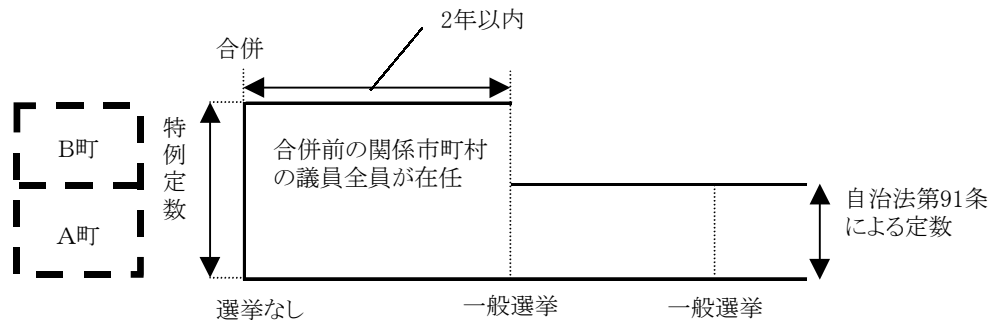 2年以内
合併
B町
A町
特例定数
合併前の関係市町村
の議員全員が在任
自治法第91条
による定数
選挙なし
一般選挙
一般選挙